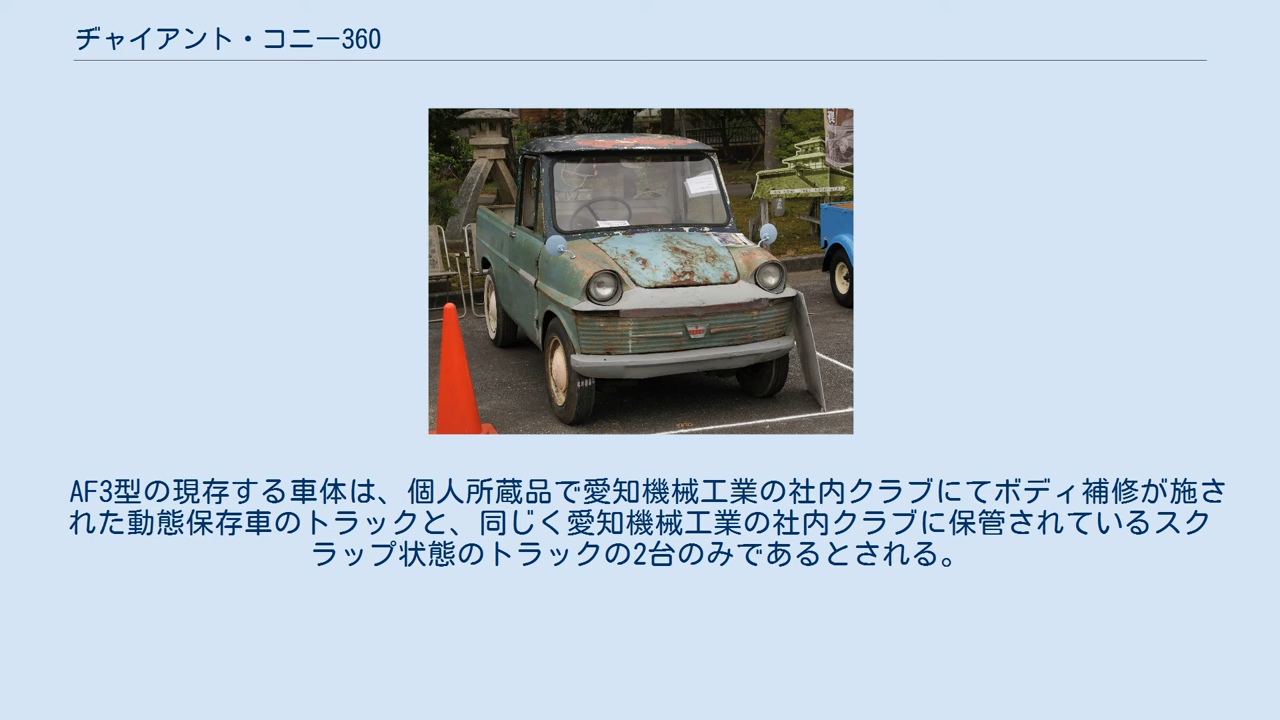 ヂャイアント・コニー360
AF3型の現存する車体は、個人所蔵品で愛知機械工業の社内クラブにてボディ補修が施さ
れた動態保存車のトラックと、同じく愛知機械工業の社内クラブに保管されているスク
ラップ状態のトラックの2台のみであるとされる。